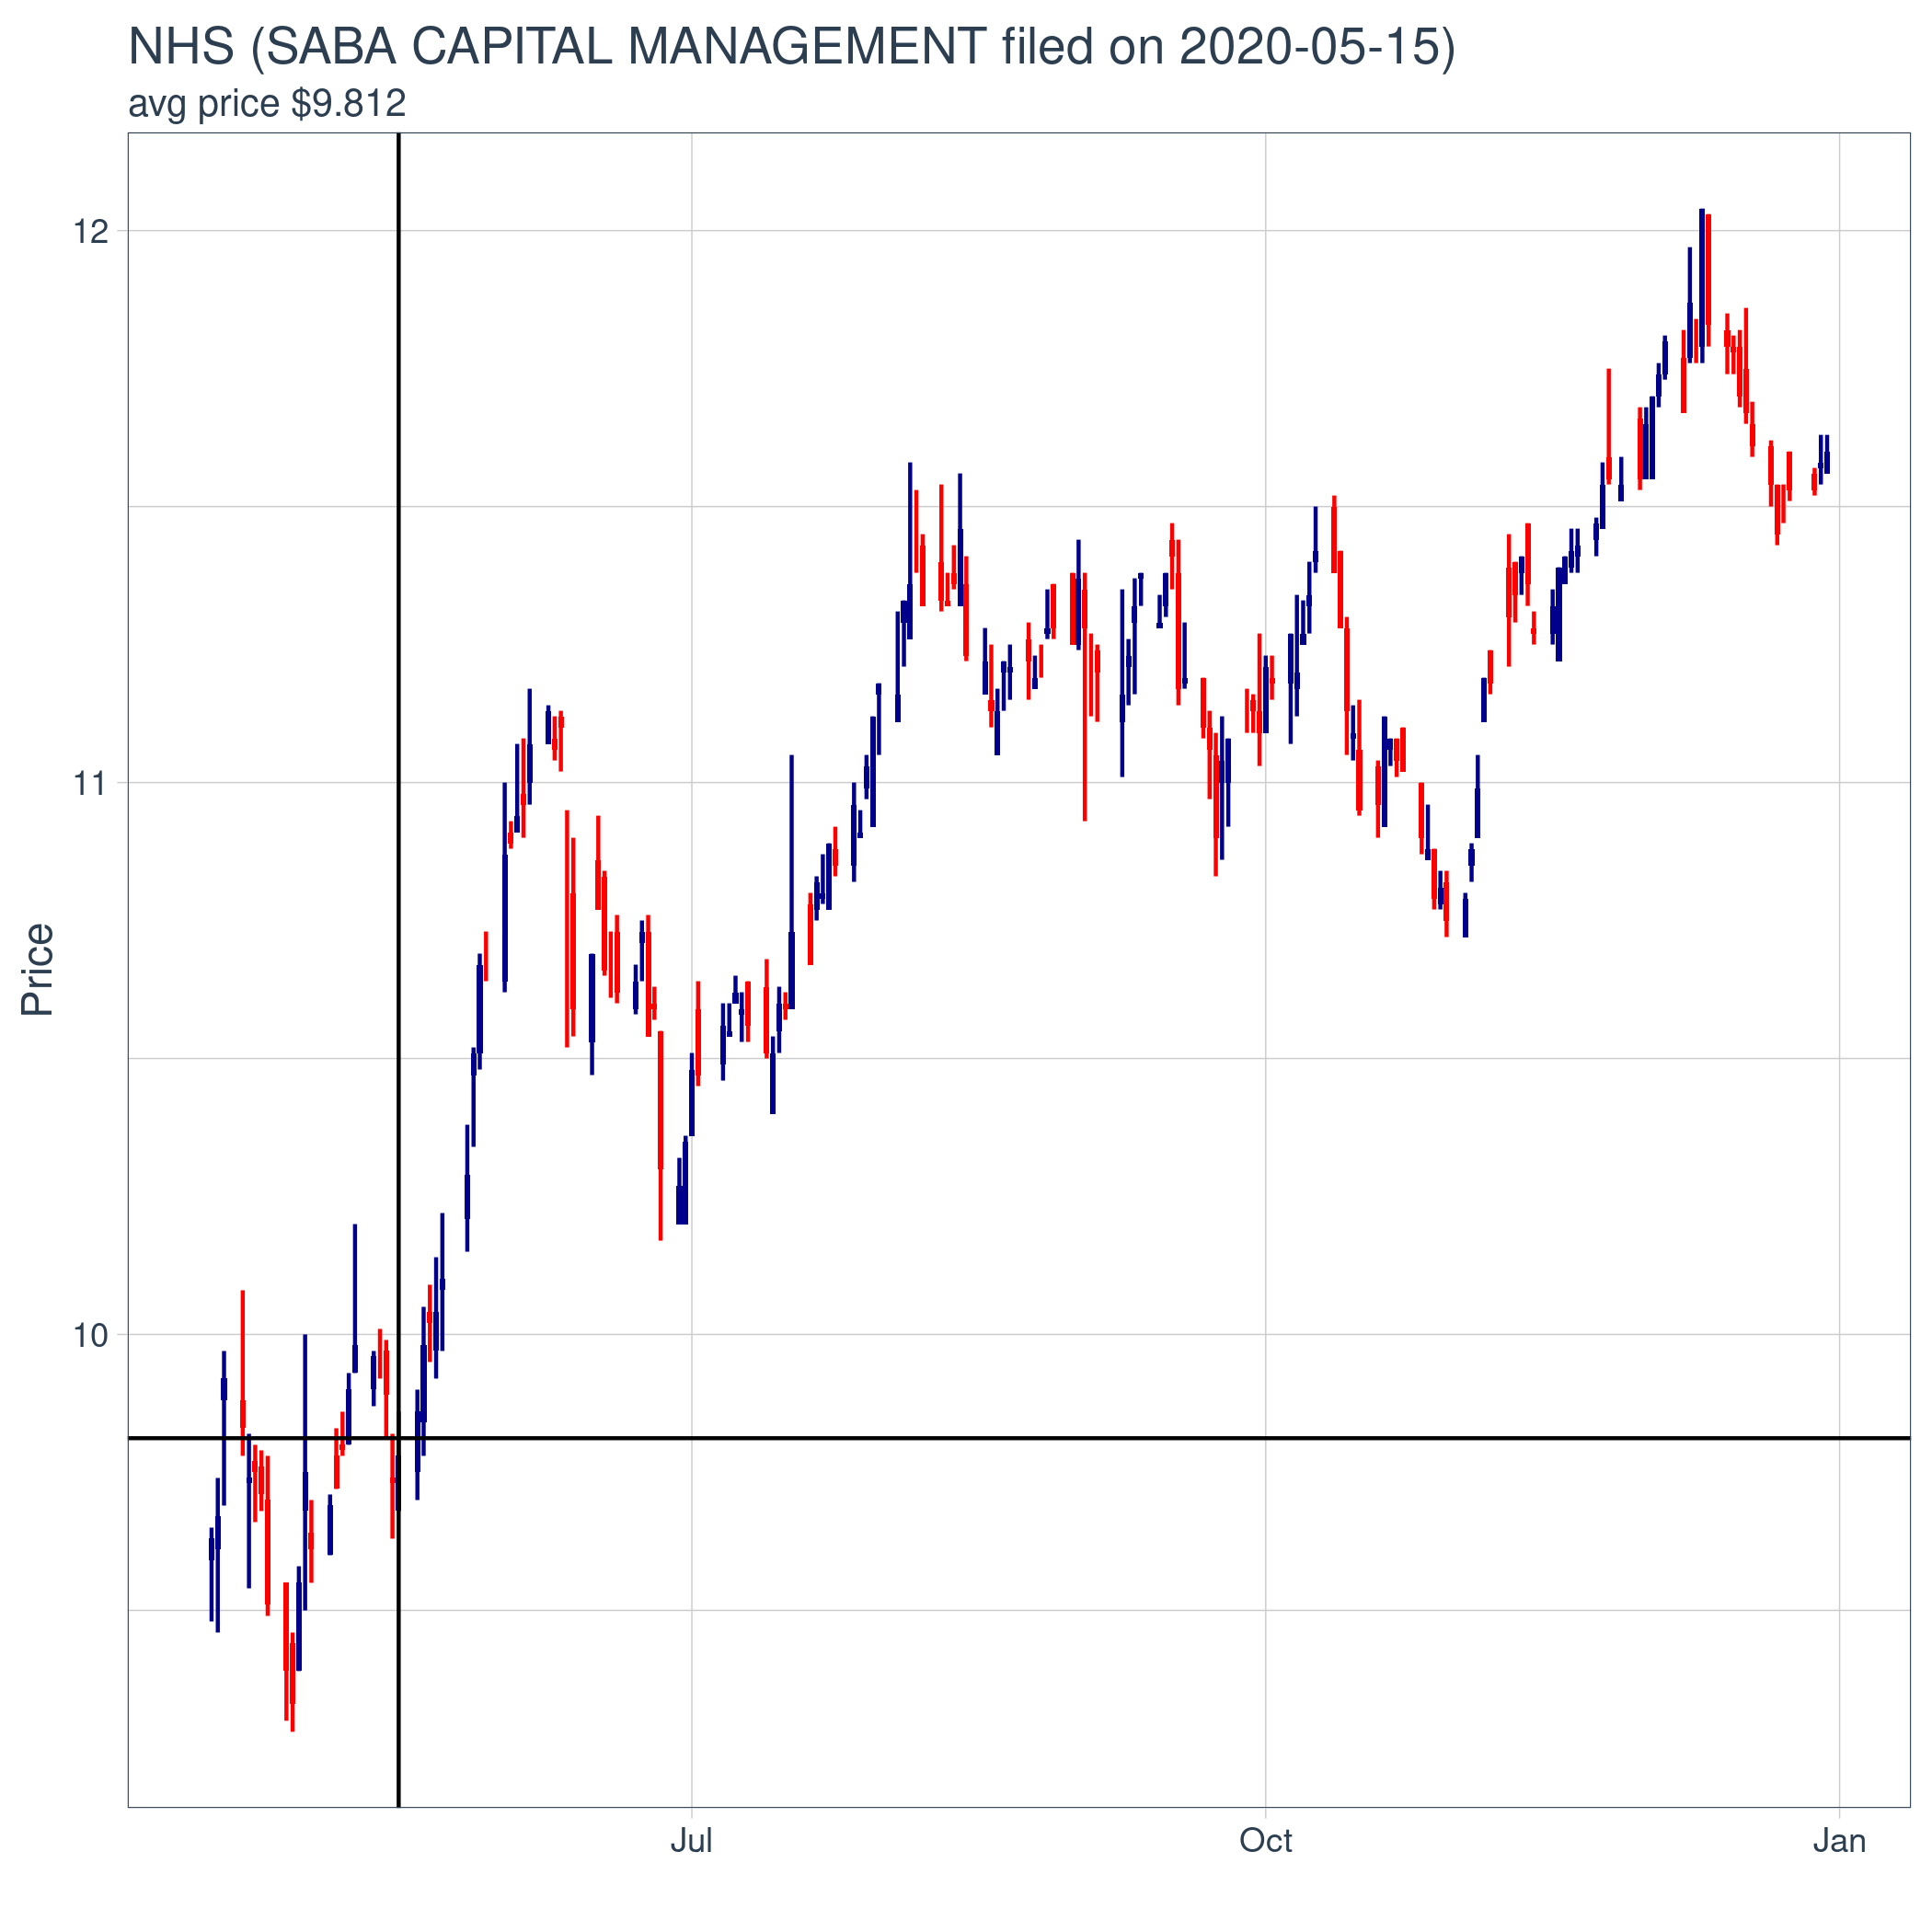 NHS (SABA CAPITAL MANAGEMENT filed on 2020-05-15)
avg price $9.812
12
11
10
Price
Jul
Oct
Jan